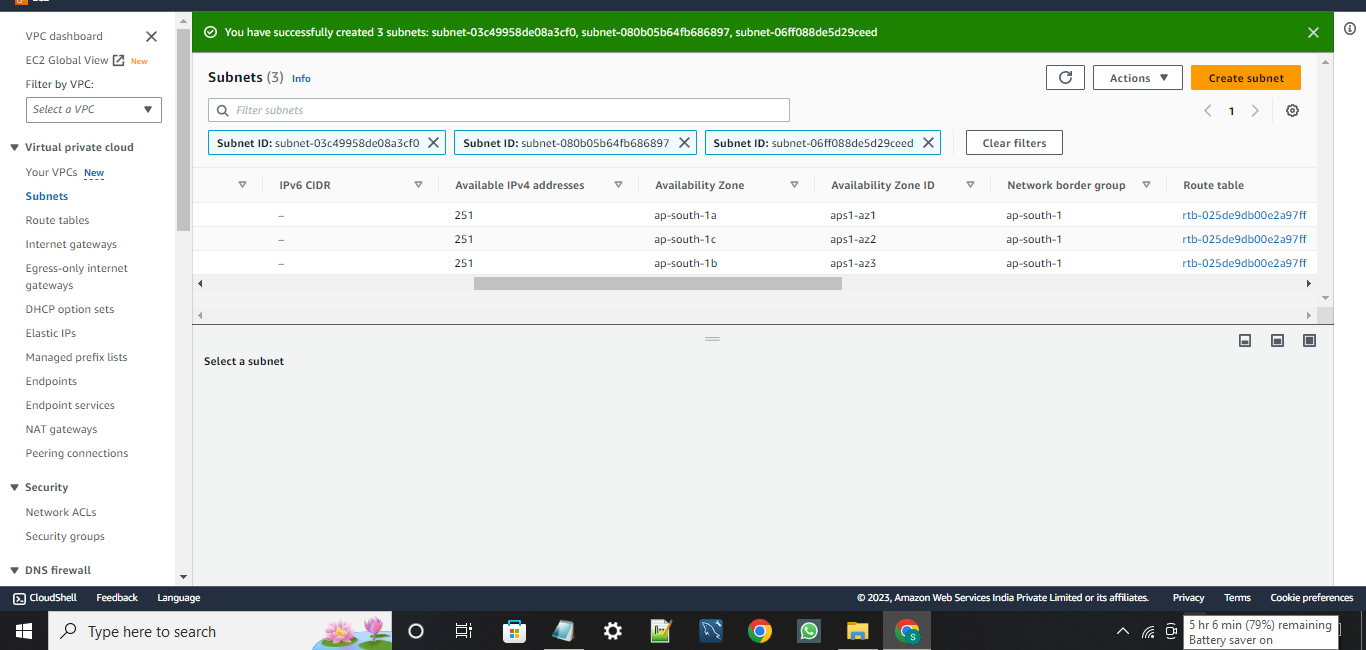 VPC dashboard
EC2 Global View New
Filter by VPC:
Select a VPC
Virtual private cloud
Your VPCs New
Subnets
Route tables
Internet gateways
Egress-only internet
gateways
DHCP option sets
Elastic IPs
Managed prefix lists
Endpoints
Endpoint services
NAT gateways
Peering connections
Security
Network ACLs
Security groups
DNS firewall
You have successfully created 3 subnets: subnet-03c49958de08a3cf0, subnet-080b05b64fb686897, subnet-06ff088de5d29ceed
Subnets (3) Info
Actions
Create subnet
Filter subnets
1
Subnet ID: subnet-03c49958de08a3cf0
Subnet ID: subnet-080b05b64fb686897
Subnet ID: subnet-06ff088de5d29ceed
Clear filters
IPv6 CIDR Available IPv4 addresses Availability Zone Availability Zone ID Network border group Route table
– 251 ap-south-1a aps1-az1 ap-south-1 rtb-025de9db00e2a97ff
– 251 ap-south-1c aps1-az2 ap-south-1 rtb-025de9db00e2a97ff
– 251 ap-south-1b aps1-az3 ap-south-1 rtb-025de9db00e2a97ff
Select a subnet
CloudShell Feedback Language © 2023, Amazon Web Services India Private Limited or its affiliates. Privacy Terms Cookie preferences
Type here to search
S
5 hr 6 min (79%) remaining
Battery saver on